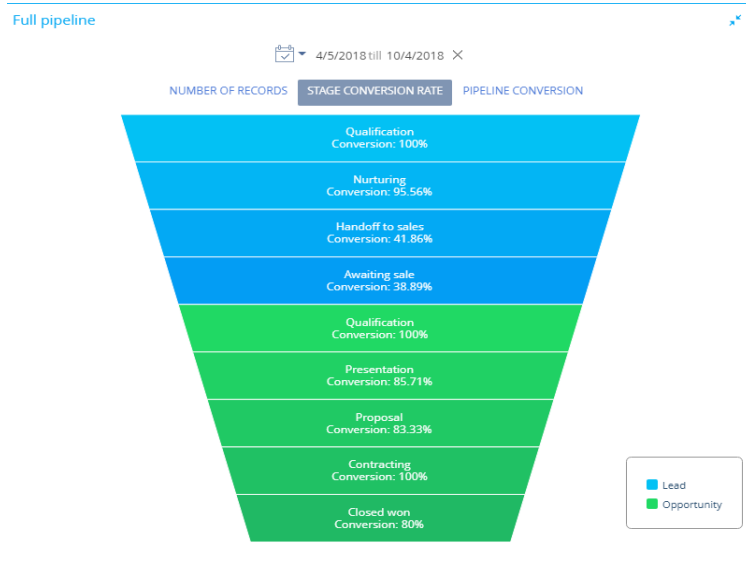 Full pipeline
4/5/2018 till 10/4/2018
NUMBER OF RECORDS STAGE CONVERSION RATE PIPELINE CONVERSION
Qualification
Conversion: 100%
Nurturing
Conversion: 95.56%
Handoff to sales
Conversion: 41.86%
Awaiting sale
Conversion: 38.89%
Qualification
Conversion: 100%
Presentation
Conversion: 85.71%
Proposal
Conversion: 83.33%
Contracting
Conversion: 100%
Closed won
Conversion: 80%
Lead
Opportunity